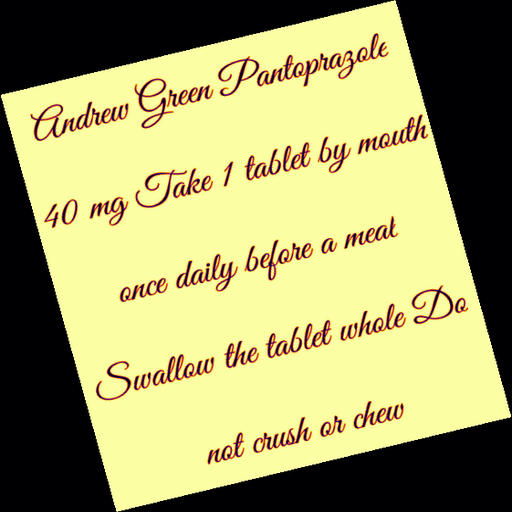 Andrew Green Pantoprazole
40 mg Take 1 tablet by mouth
once daily before a meal
Swallow the tablet whole Do
not crush or chew